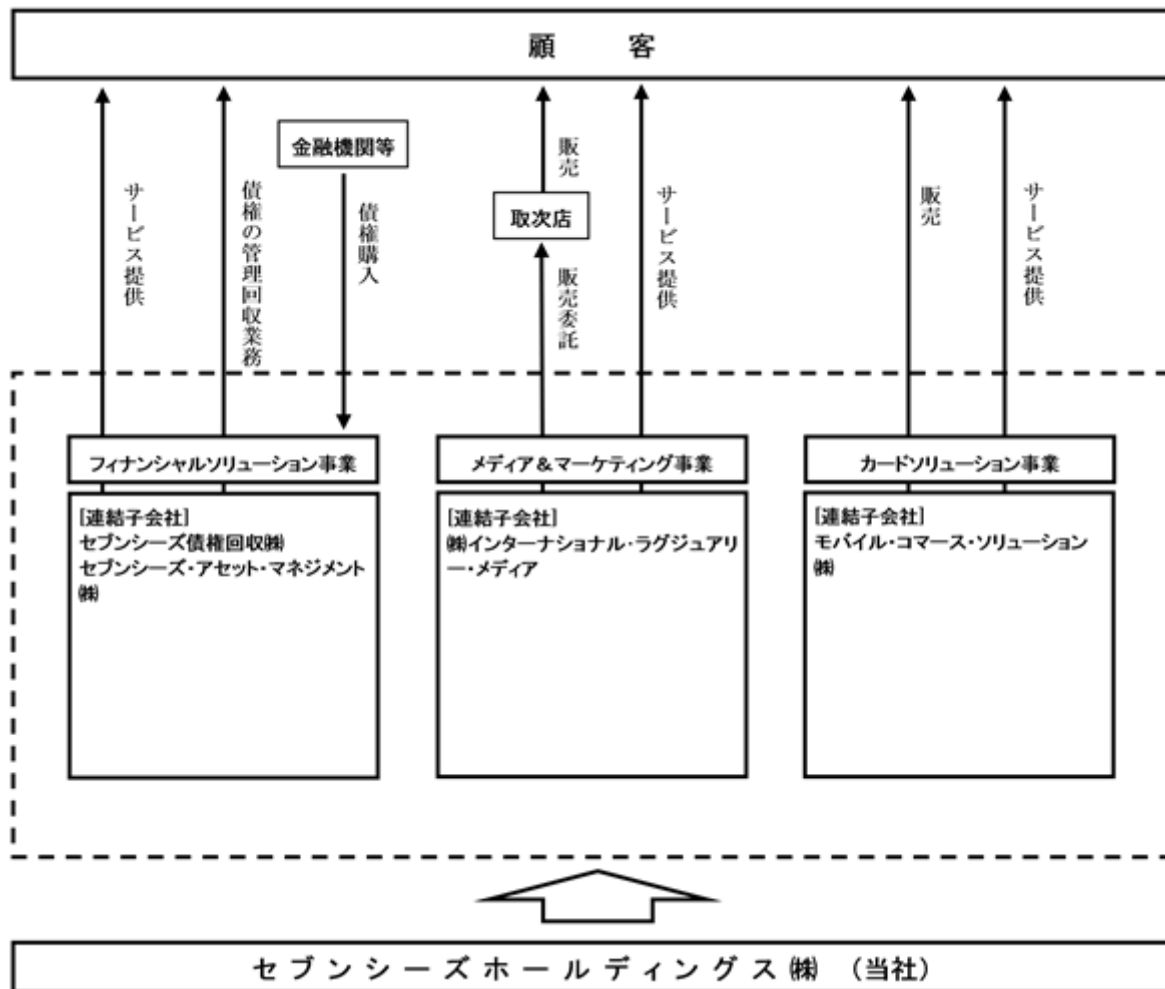 顧　客
サービス提供
債権の管理回収業務
金融機関等
債権購入
販売
取次店
販売委託
サービス提供
販売
サービス提供
フィナンシャルソリューション事業
[連結子会社]
セブンシーズ債権回収㈱
セブンシーズ・アセット・マネジメント
㈱
メディア＆マーケティング事業
[連結子会社]
㈱インターナショナル・ラグジュアリ
ー・メディア
カードソリューション事業
[連結子会社]
モバイル・コマース・ソリューション
㈱
セブンシーズホールディングス㈱　（当社）